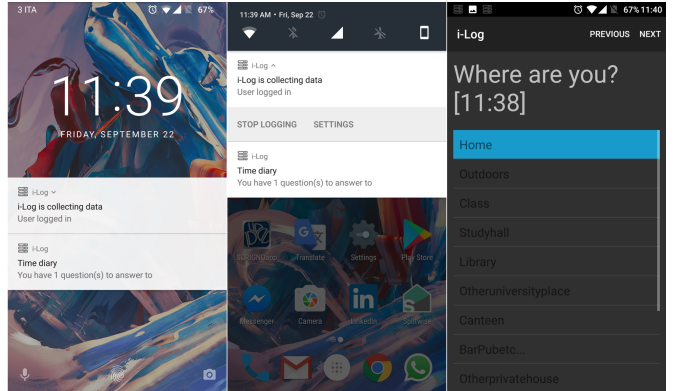 3 ITA
67%
11:39
FRIDAY, SEPTEMBER 22
i-Log
i-Log is collecting data
User logged in
i-Log
Time diary
You have 1 question(s) to answer to
11:39 AM • Fri, Sep 22
i-Log
i-Log is collecting data
User logged in
STOP LOGGING SETTINGS
i-Log
Time diary
You have 1 question(s) to answer to
Translate Settings Play Store
Messenger Camera LinkedIn Splitwise
67% 11:40
i-Log PREVIOUS NEXT
Where are you?
[11:38]
Home
Outdoors
Class
Studyhall
Library
Otheruniversityplace
Canteen
BarPubetc...
Otherprivatehouse